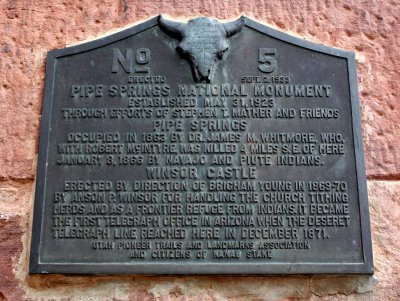 No 5
ERECTED SEPT. 2, 1933
PIPE SPRINGS NATIONAL MONUMENT
ESTABLISHED MAY 31, 1923
THROUGH EFFORTS OF STEPHEN T. MATHER AND FRIENDS
PIPE SPRINGS
OCCUPIED IN 1863 BY DR. JAMES M. WHITMORE, WHO,
WITH ROBERT McINTYRE WAS KILLED 4 MILES S.E. OF HERE
JANUARY 8, 1866 BY NAVAJO AND PIUTE INDIANS.
WINSOR CASTLE
ERECTED BY DIRECTION OF BRIGHAM YOUNG IN 1869-70
BY ANSON P. WINSOR FOR HANDLING THE CHURCH TITHING
HERDS AND AS A FRONTIER REFUGE FROM INDIANS. IT BECAME
THE FIRST TELEGRAPH OFFICE IN ARIZONA WHEN THE DESERET
TELEGRAPH LINE REACHED HERE IN DECEMBER 1871.
UTAH PIONEER TRAILS AND LANDMARKS ASSOCIATION
AND CITIZENS OF KANAB STAKE